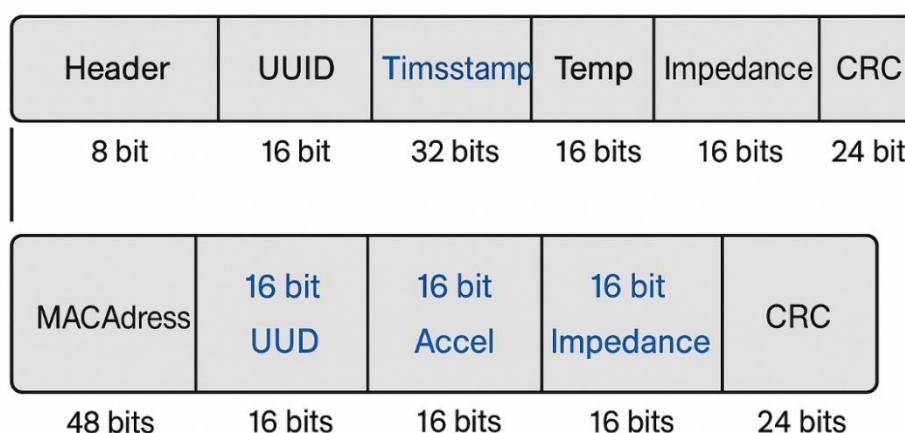 Header UUID Timsstamp Temp Impedance CRC
8 bit 16 bit 32 bits 16 bits 16 bits 24 bit
16 bit 16 bit 16 bit
MACAdress UUD Accel Impedance CRC
48 bits 16 bits 16 bits 16 bits 24 bits